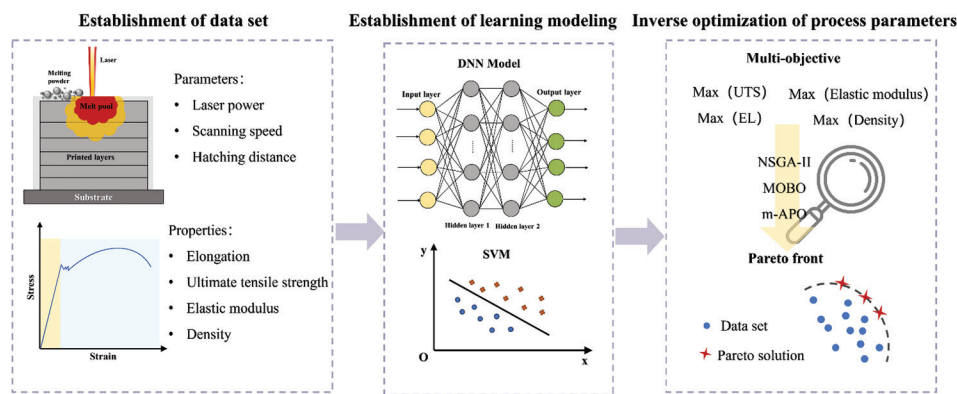 Establishment of data set
Laser
Melting
powder
Melt pool
Printed layers
Substrate
Parameters：
• Laser power
• Scanning speed
• Hatching distance
Stress
Strain
Properties：
• Elongation
• Ultimate tensile strength
• Elastic modulus
• Density
Establishment of learning modeling
DNN Model
Input layer
Output layer
Hidden layer 1
Hidden layer 2
SVM
y
O
x
Inverse optimization of process parameters
Multi-objective
Max（UTS）
Max（Elastic modulus）
Max（EL）
Max（Density）
NSGA-II
MOBO
m-APO
Pareto front
Data set
Pareto solution